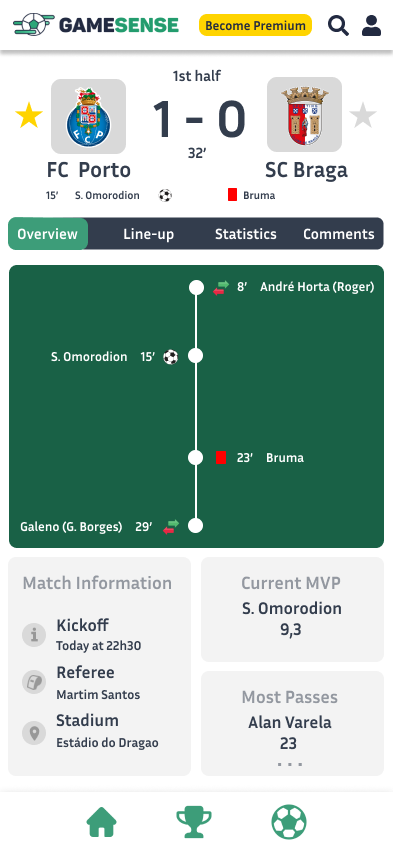 GAMESENSE
Become Premium
1st half
1 - 0
32’
FCP
FC Porto
SC Braga
15’ S. Omorodion
Bruma
Overview Line-up Statistics Comments
8’ André Horta (Roger)
S. Omorodion 15’
23’ Bruma
Galeno (G. Borges) 29’
Match Information
Kickoff
Today at 22h30
Referee
Martim Santos
Stadium
Estádio do Dragao
Current MVP
S. Omorodion
9,3
Most Passes
Alan Varela
23
. . .